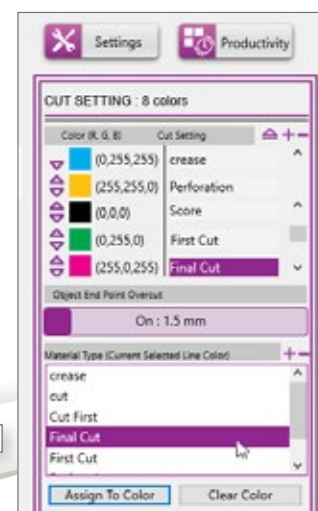 Settings
Productivity
CUT SETTING : 8 colors
Color (R, G, B) Cut Setting
(0,255,255) crease
(255,255,0) Perforation
(0,0,0) Score
(0,255,0) First Cut
(255,0,255) Final Cut
Object End Point Overcut
On : 1.5 mm
Material Type (Current Selected Line Color)
crease
cut
Cut First
Final Cut
First Cut
Assign To Color Clear Color